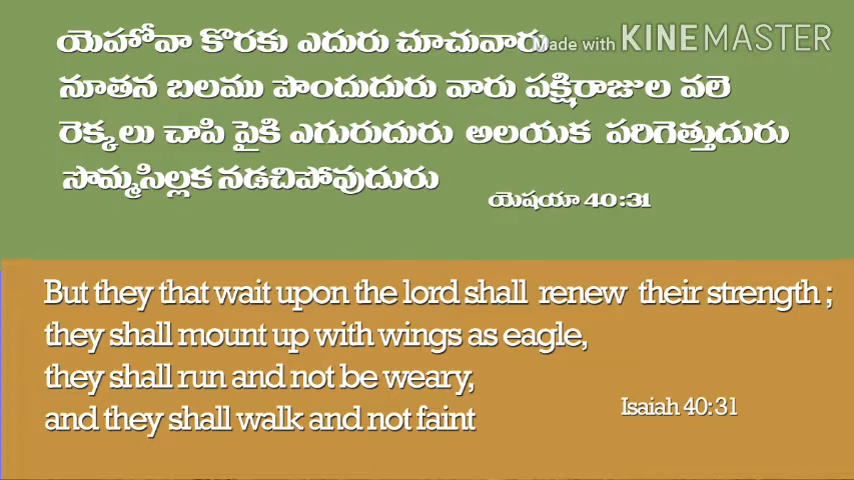 యెహోవా కొరకు ఎదురు చూచువారు
Made with KINEMASTER
నూతన బలము పొందుదురు వారు పక్షిరాజుల వలె
రెక్కలు చాపి పైకి ఎగురుదురు అలయక పరిగెత్తుదురు
సొమ్మసిల్లక నడచిపోవుదురు
యెషయా 40:31
But they that wait upon the lord shall renew their strength ;
they shall mount up with wings as eagle,
they shall run and not be weary,
and they shall walk and not faint
Isaiah 40:31